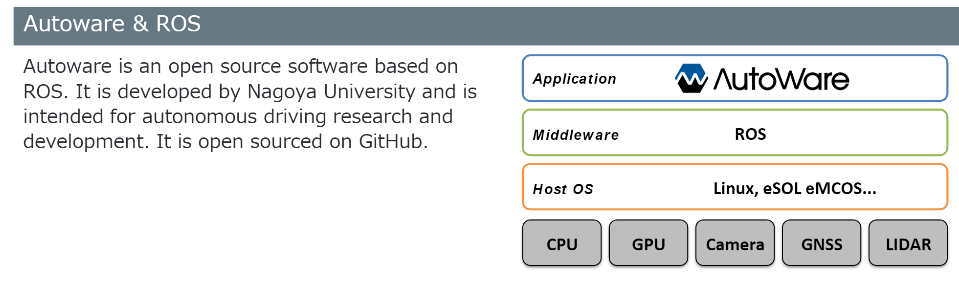 Autoware & ROS
Autoware is an open source software based on
ROS. It is developed by Nagoya University and is
intended for autonomous driving research and
development. It is open sourced on GitHub.
Application AutoWare
Middleware ROS
Host OS Linux, eSOL eMCOS...
CPU GPU Camera GNSS LIDAR